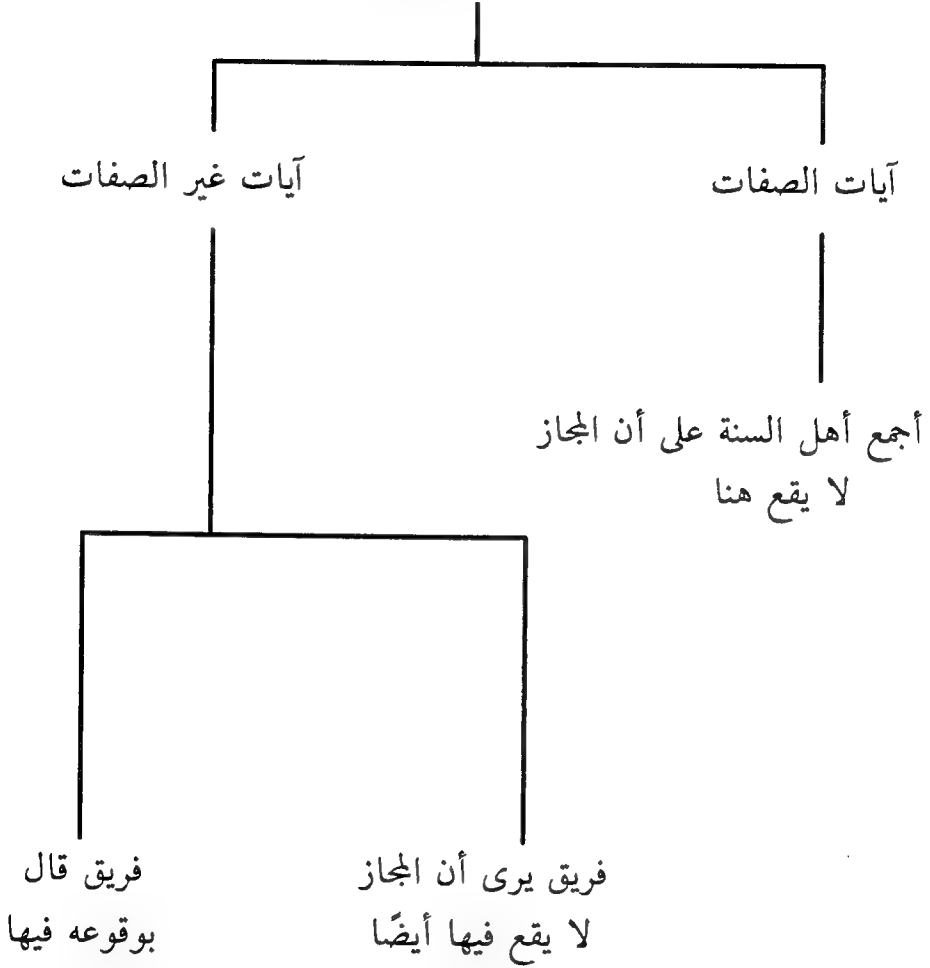 آيات الصفات
آيات غير الصفات
أجمع أهل السنة على أن المجاز
لا يقع هنا
فريق يرى أن المجاز
لا يقع فيها أيضًا
فريق قال
بوقوعه فيها